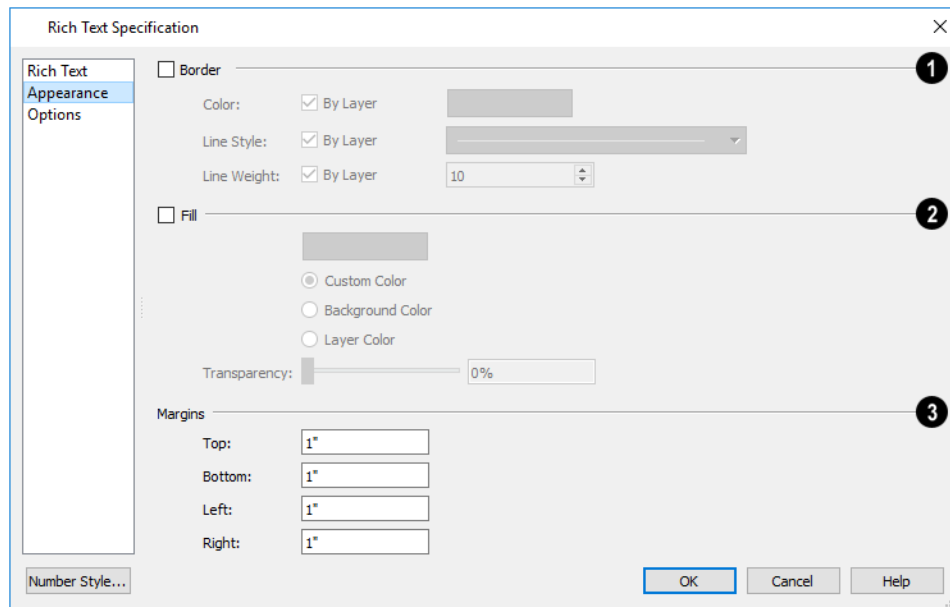 Rich Text Specification
Rich Text
Appearance
Options
Border
1
Color: By Layer
Line Style: By Layer
Line Weight: By Layer 10
Fill
2
Custom Color
Background Color
Layer Color
Transparency: 0%
Margins
3
Top: 1"
Bottom: 1"
Left: 1"
Right: 1"
Number Style... OK Cancel Help